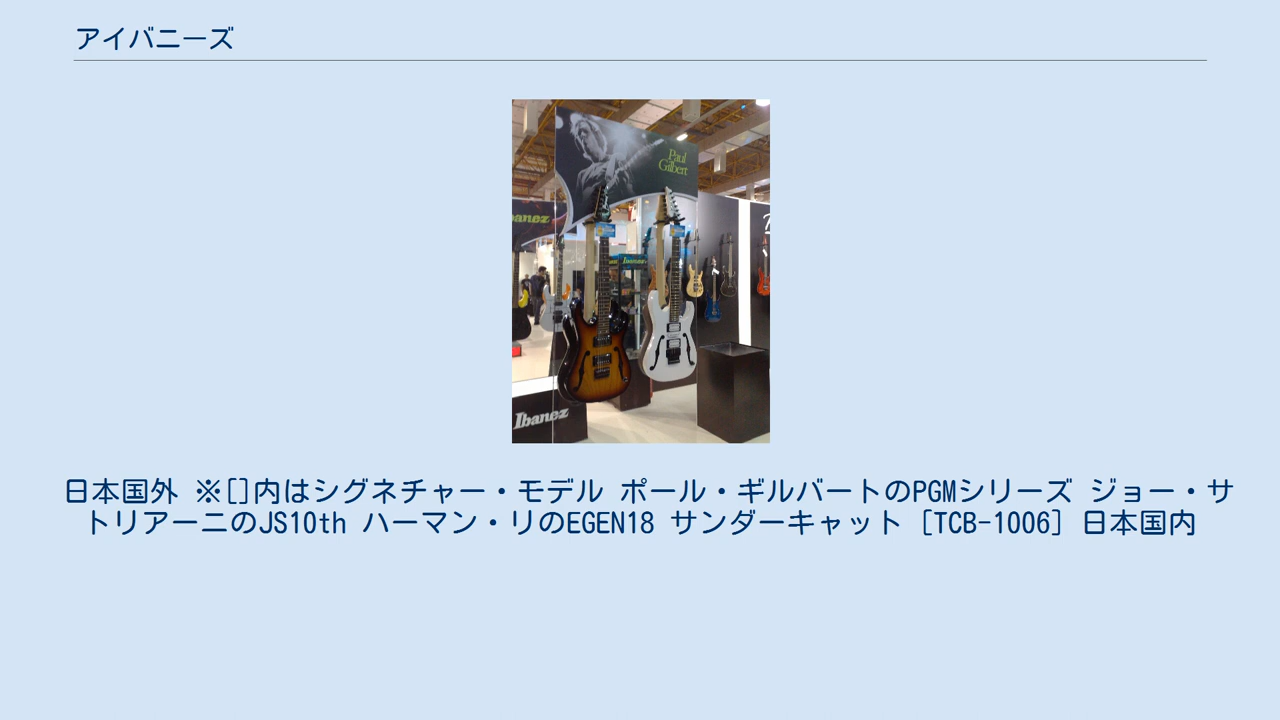 アイバニーズ
Paul
Gilbert
Ibanez
Ibanez
日本国外 ※[]内はシグネチャー・モデル ポール・ギルバートのPGMシリーズ ジョー・サ
トリアーニのJS10th ハーマン・リのEGEN18 サンダーキャット [TCB-1006] 日本国内